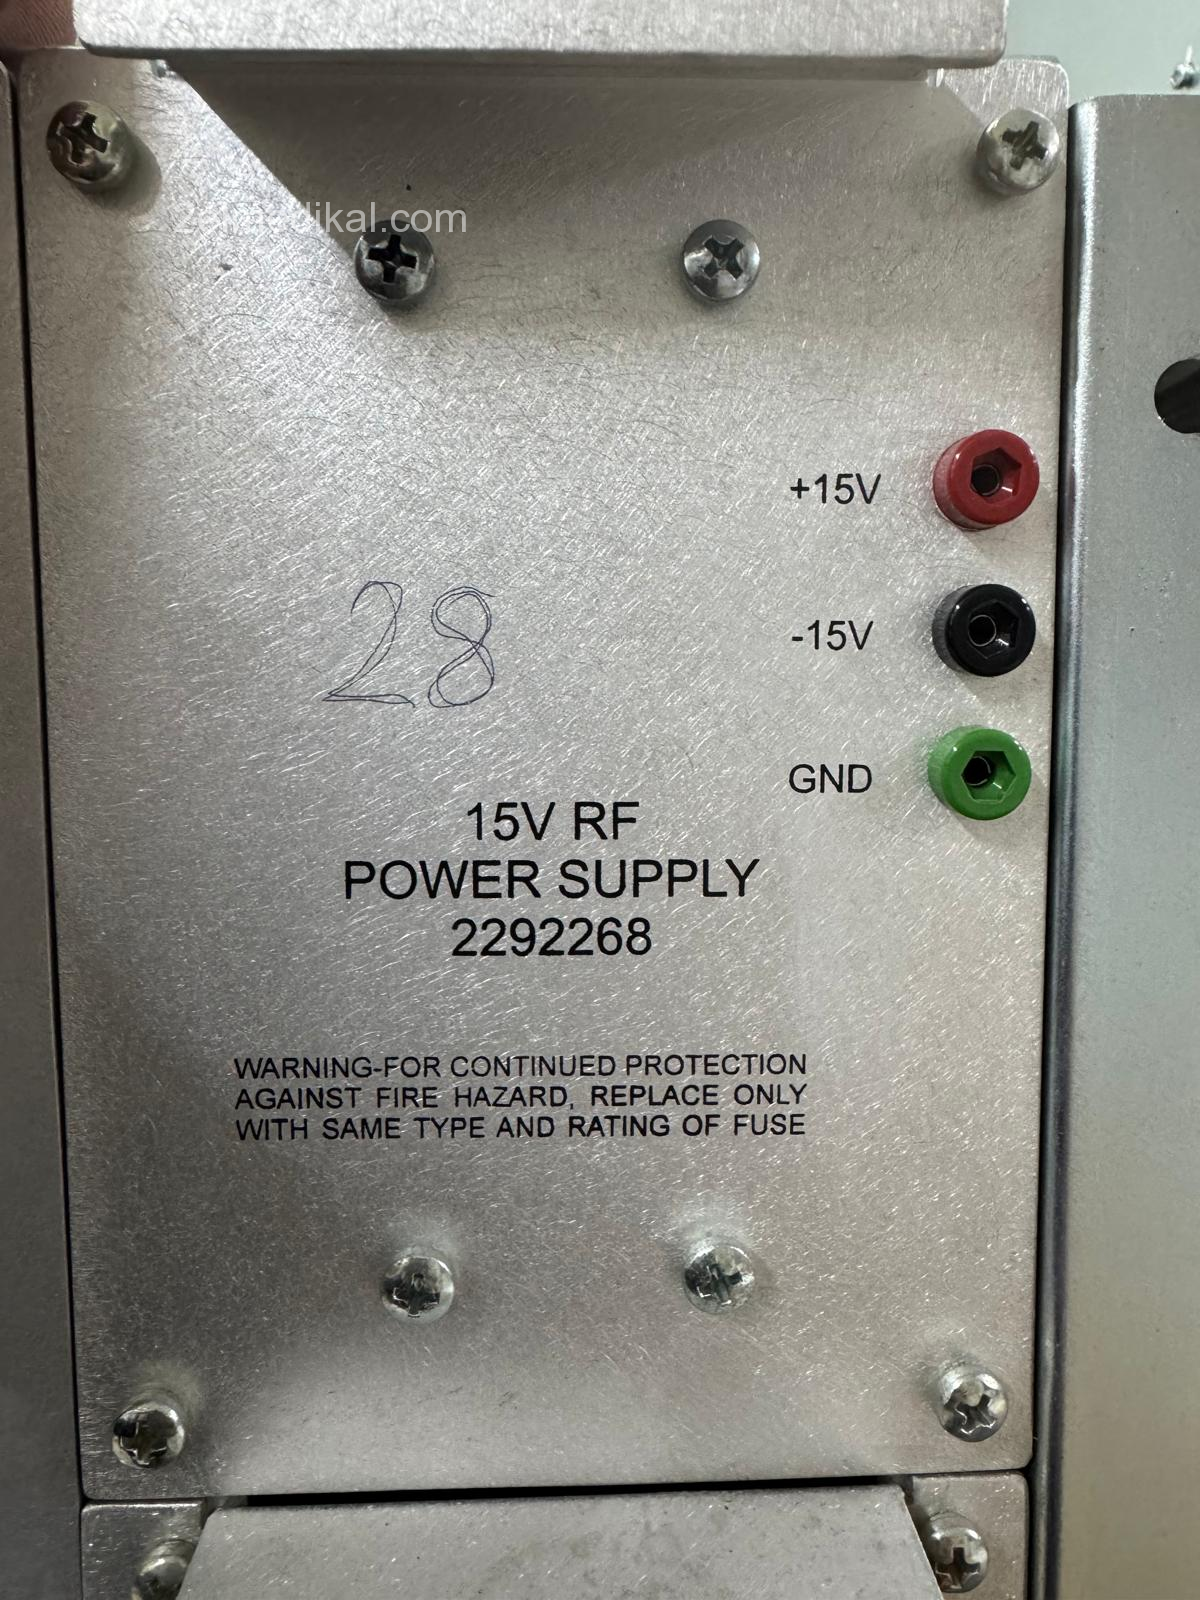 +15V
-15V
28
GND
15V RF
POWER SUPPLY
2292268
WARNING-FOR CONTINUED PROTECTION
AGAINST FIRE HAZARD, REPLACE ONLY
WITH SAME TYPE AND RATING OF FUSE